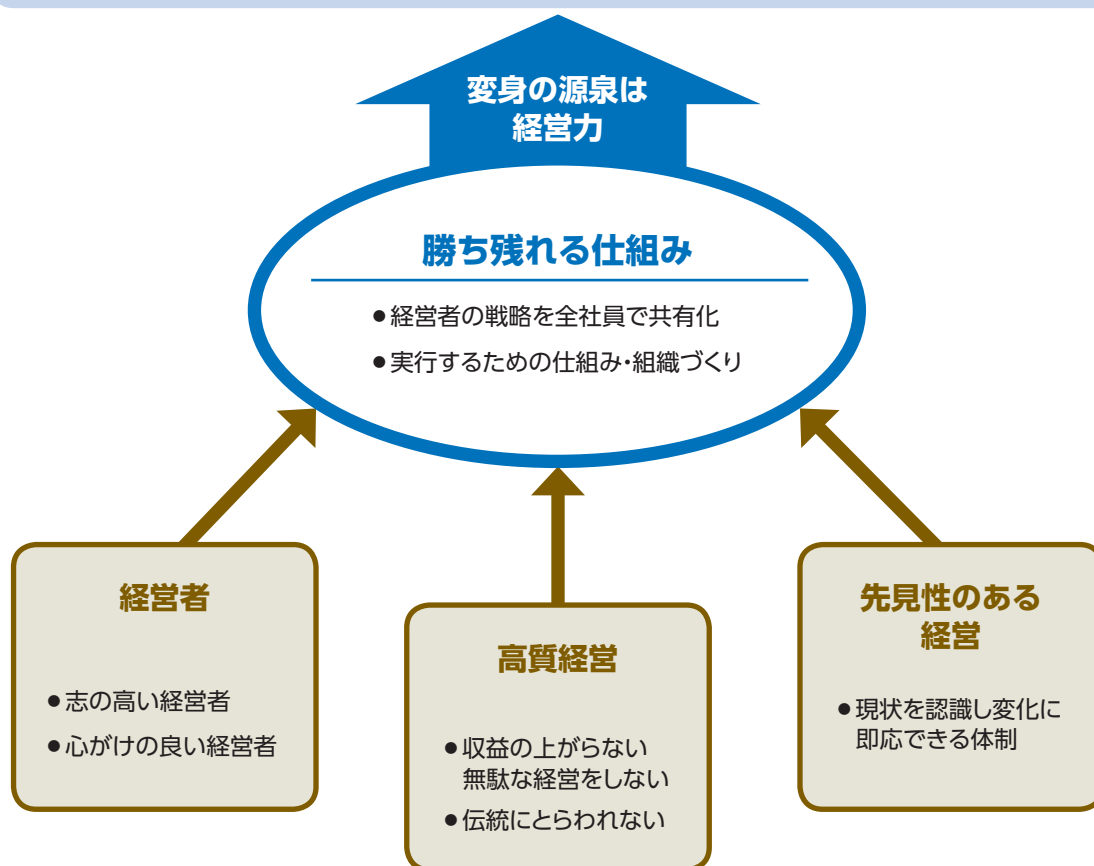 変身の源泉は
経営力
勝ち残れる仕組み
●経営者の戦略を全社員で共有化
●実行するための仕組み・組織づくり
経営者
●志の高い経営者
●心がけの良い経営者
高質経営
●収益の上がらない
無駄な経営をしない
●伝統にとらわれない
先見性のある
経営
●現状を認識し変化に
即応できる体制